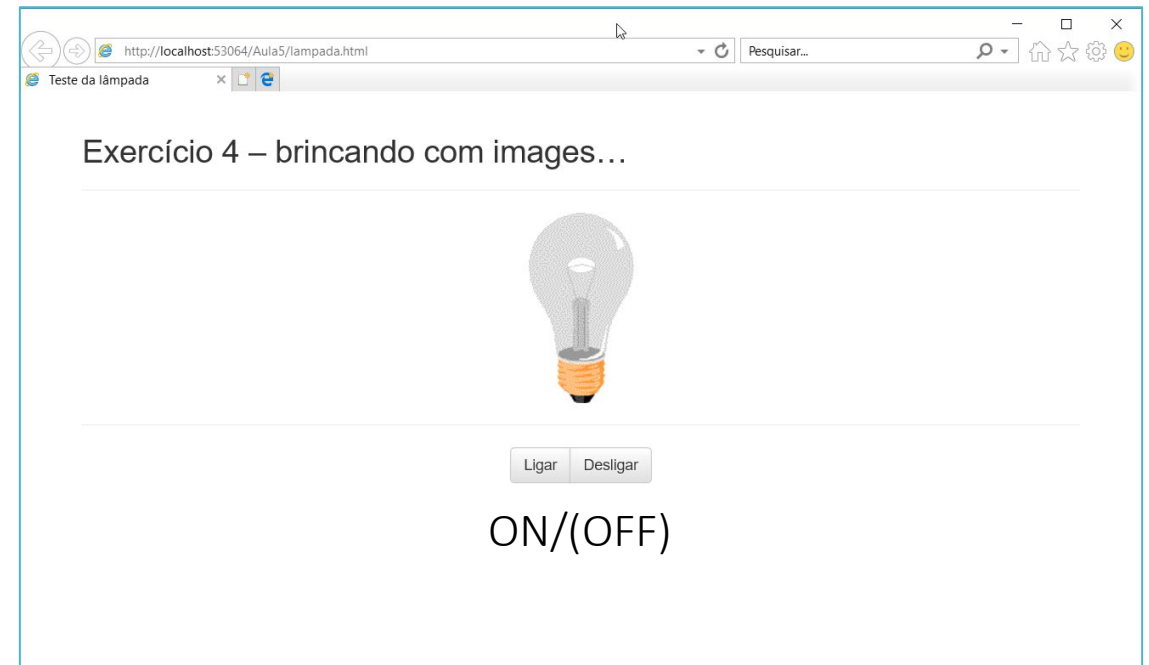 http://localhost:53064/Aula5/lampada.html
Pesquisar...
Teste da lâmpada
Exercício 4 – brincando com images…
Ligar
Desligar
ON/(OFF)